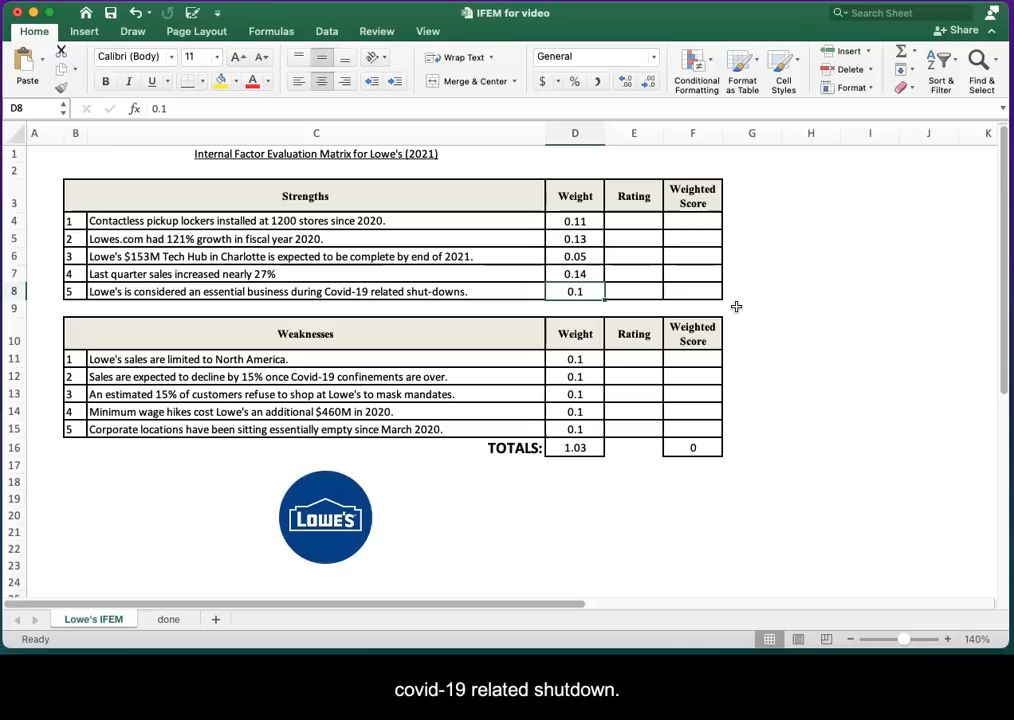 IFEM for video
Search Sheet
Home Insert Draw Page Layout Formulas Data Review View
Share
Paste
Calibri (Body) 11
B I U
Wrap Text
Merge & Center
General
$ % )
Conditional Formatting
Format as Table
Cell Styles
Insert
Delete
Format
Sort & Filter
Find & Select
D8 fx 0.1
A B C D E F G H I J K
1 Internal Factor Evaluation Matrix for Lowe's (2021)
2
3 Strengths Weight Rating Weighted Score
4 1 Contactless pickup lockers installed at 1200 stores since 2020. 0.11
5 2 Lowes.com had 121% growth in fiscal year 2020. 0.13
6 3 Lowe's $153M Tech Hub in Charlotte is expected to be complete by end of 2021. 0.05
7 4 Last quarter sales increased nearly 27% 0.14
8 5 Lowe's is considered an essential business during Covid-19 related shut-downs. 0.1
9
10 Weaknesses Weight Rating Weighted Score
11 1 Lowe's sales are limited to North America. 0.1
12 2 Sales are expected to decline by 15% once Covid-19 confinements are over. 0.1
13 3 An estimated 15% of customers refuse to shop at Lowe's to mask mandates. 0.1
14 4 Minimum wage hikes cost Lowe's an additional $460M in 2020. 0.1
15 5 Corporate locations have been sitting essentially empty since March 2020. 0.1
16 TOTALS: 1.03 0
17
18
19
20 LOWE'S
21
22
23
24
Lowe's IFEM done +
Ready
140%
covid-19 related shutdown.